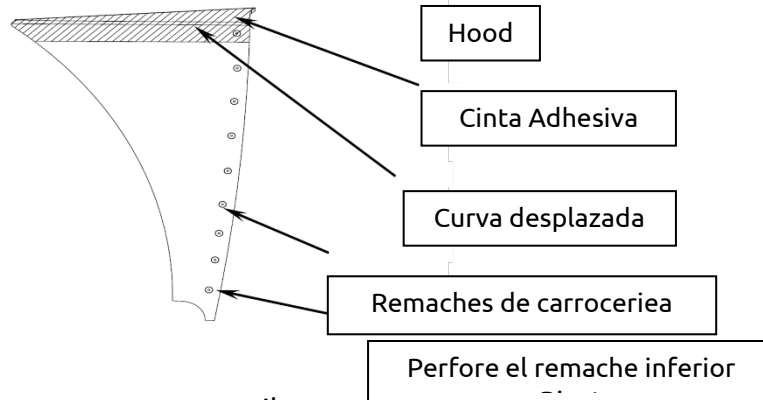 Hood
Cinta Adhesiva
Curva desplazada
Remaches de carroceriea
Perfore el remache inferior